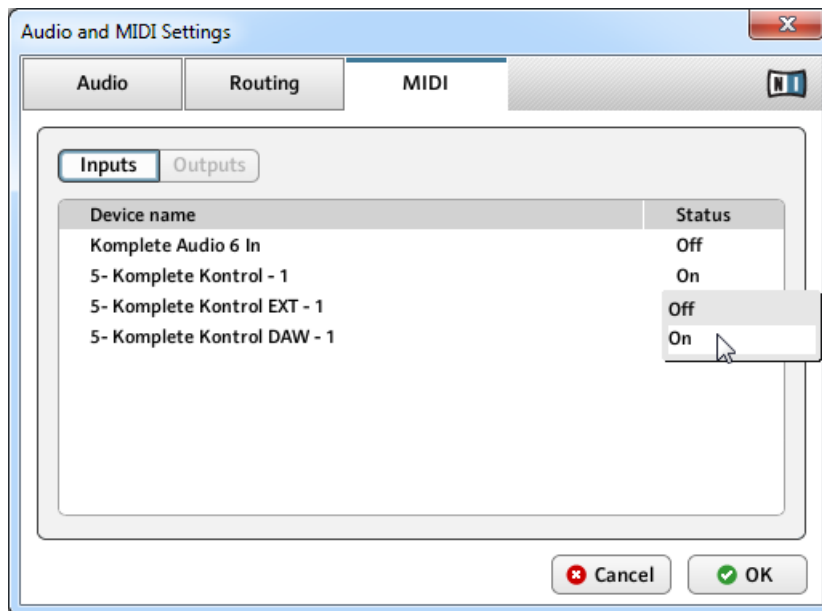 Audio and MIDI Settings
X
Audio Routing MIDI NI
Inputs Outputs
Device name Status
Komplete Audio 6 In Off
5- Komplete Kontrol - 1 On
5- Komplete Kontrol EXT - 1 Off
5- Komplete Kontrol DAW - 1 On
Cancel OK